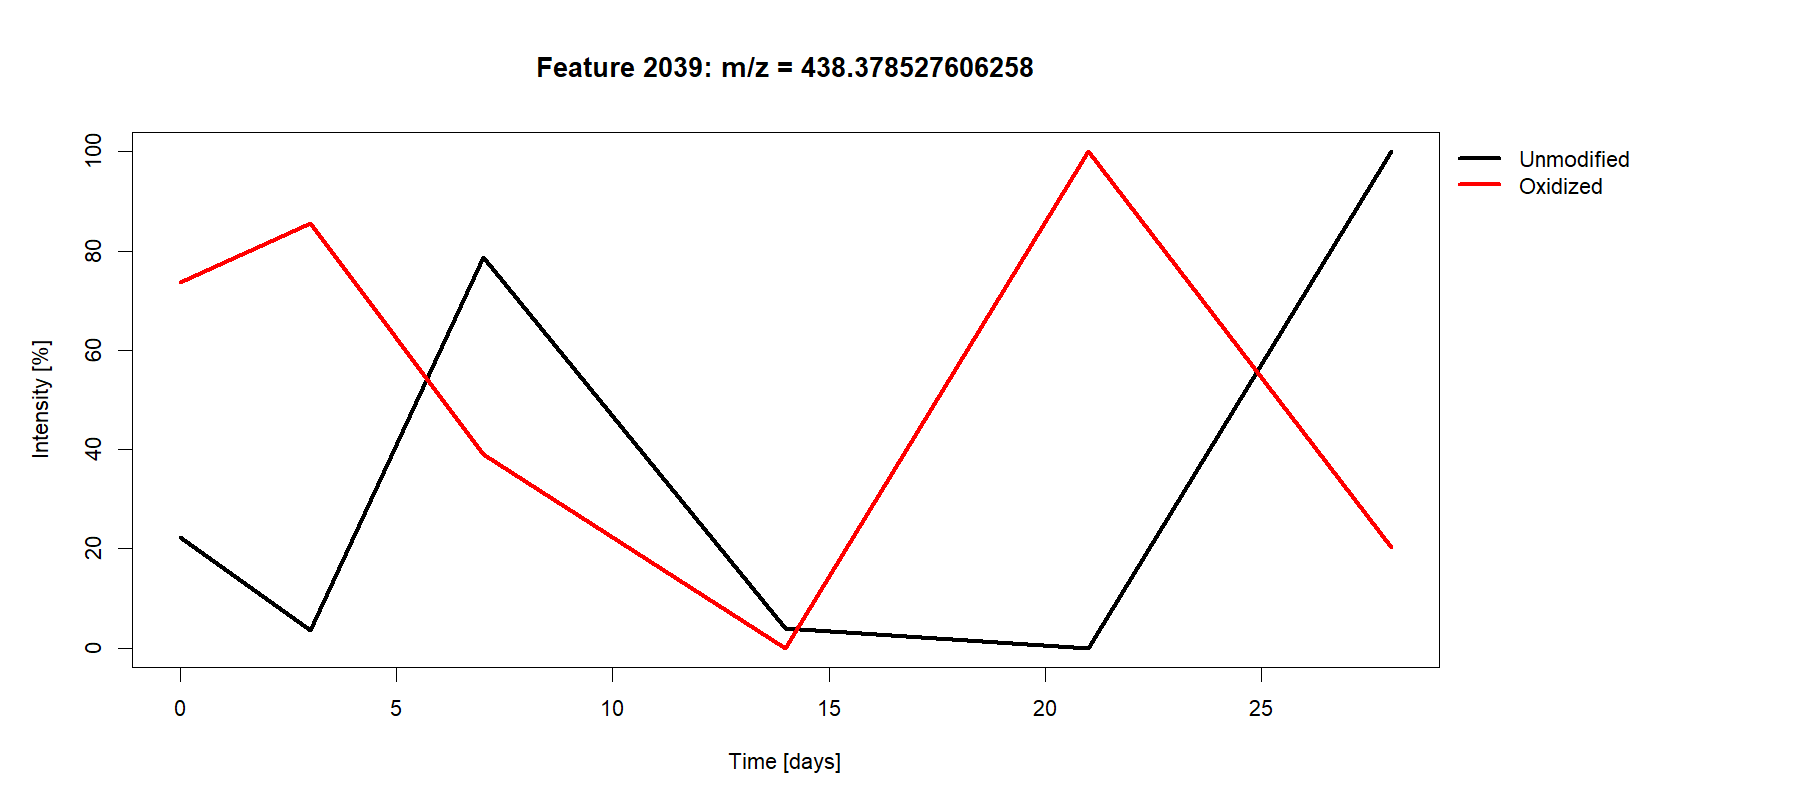 Feature 2039: m/z = 438.378527606258
Unmodified
Oxidized
Intensity [%]
100
80
60
40
20
0
0 5 10 15 20 25
Time [days]